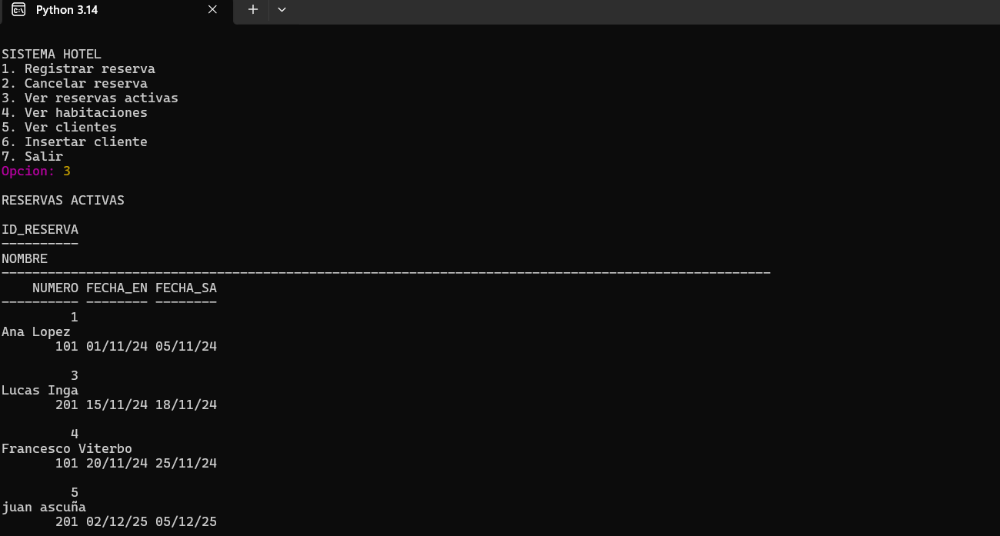 Python 3.14
SISTEMA HOTEL
1. Registrar reserva
2. Cancelar reserva
3. Ver reservas activas
4. Ver habitaciones
5. Ver clientes
6. Insertar cliente
7. Salir
Opcion: 3
RESERVAS ACTIVAS
ID_RESERVA
----------
NOMBRE
----------------------------------------------------------------------------------------------------
    NUMERO FECHA_EN FECHA_SA
---------- -------- --------
         1
Ana Lopez
       101 01/11/24 05/11/24
         3
Lucas Inga
       201 15/11/24 18/11/24
         4
Francesco Viterbo
       101 20/11/24 25/11/24
         5
juan ascuña
       201 02/12/25 05/12/25